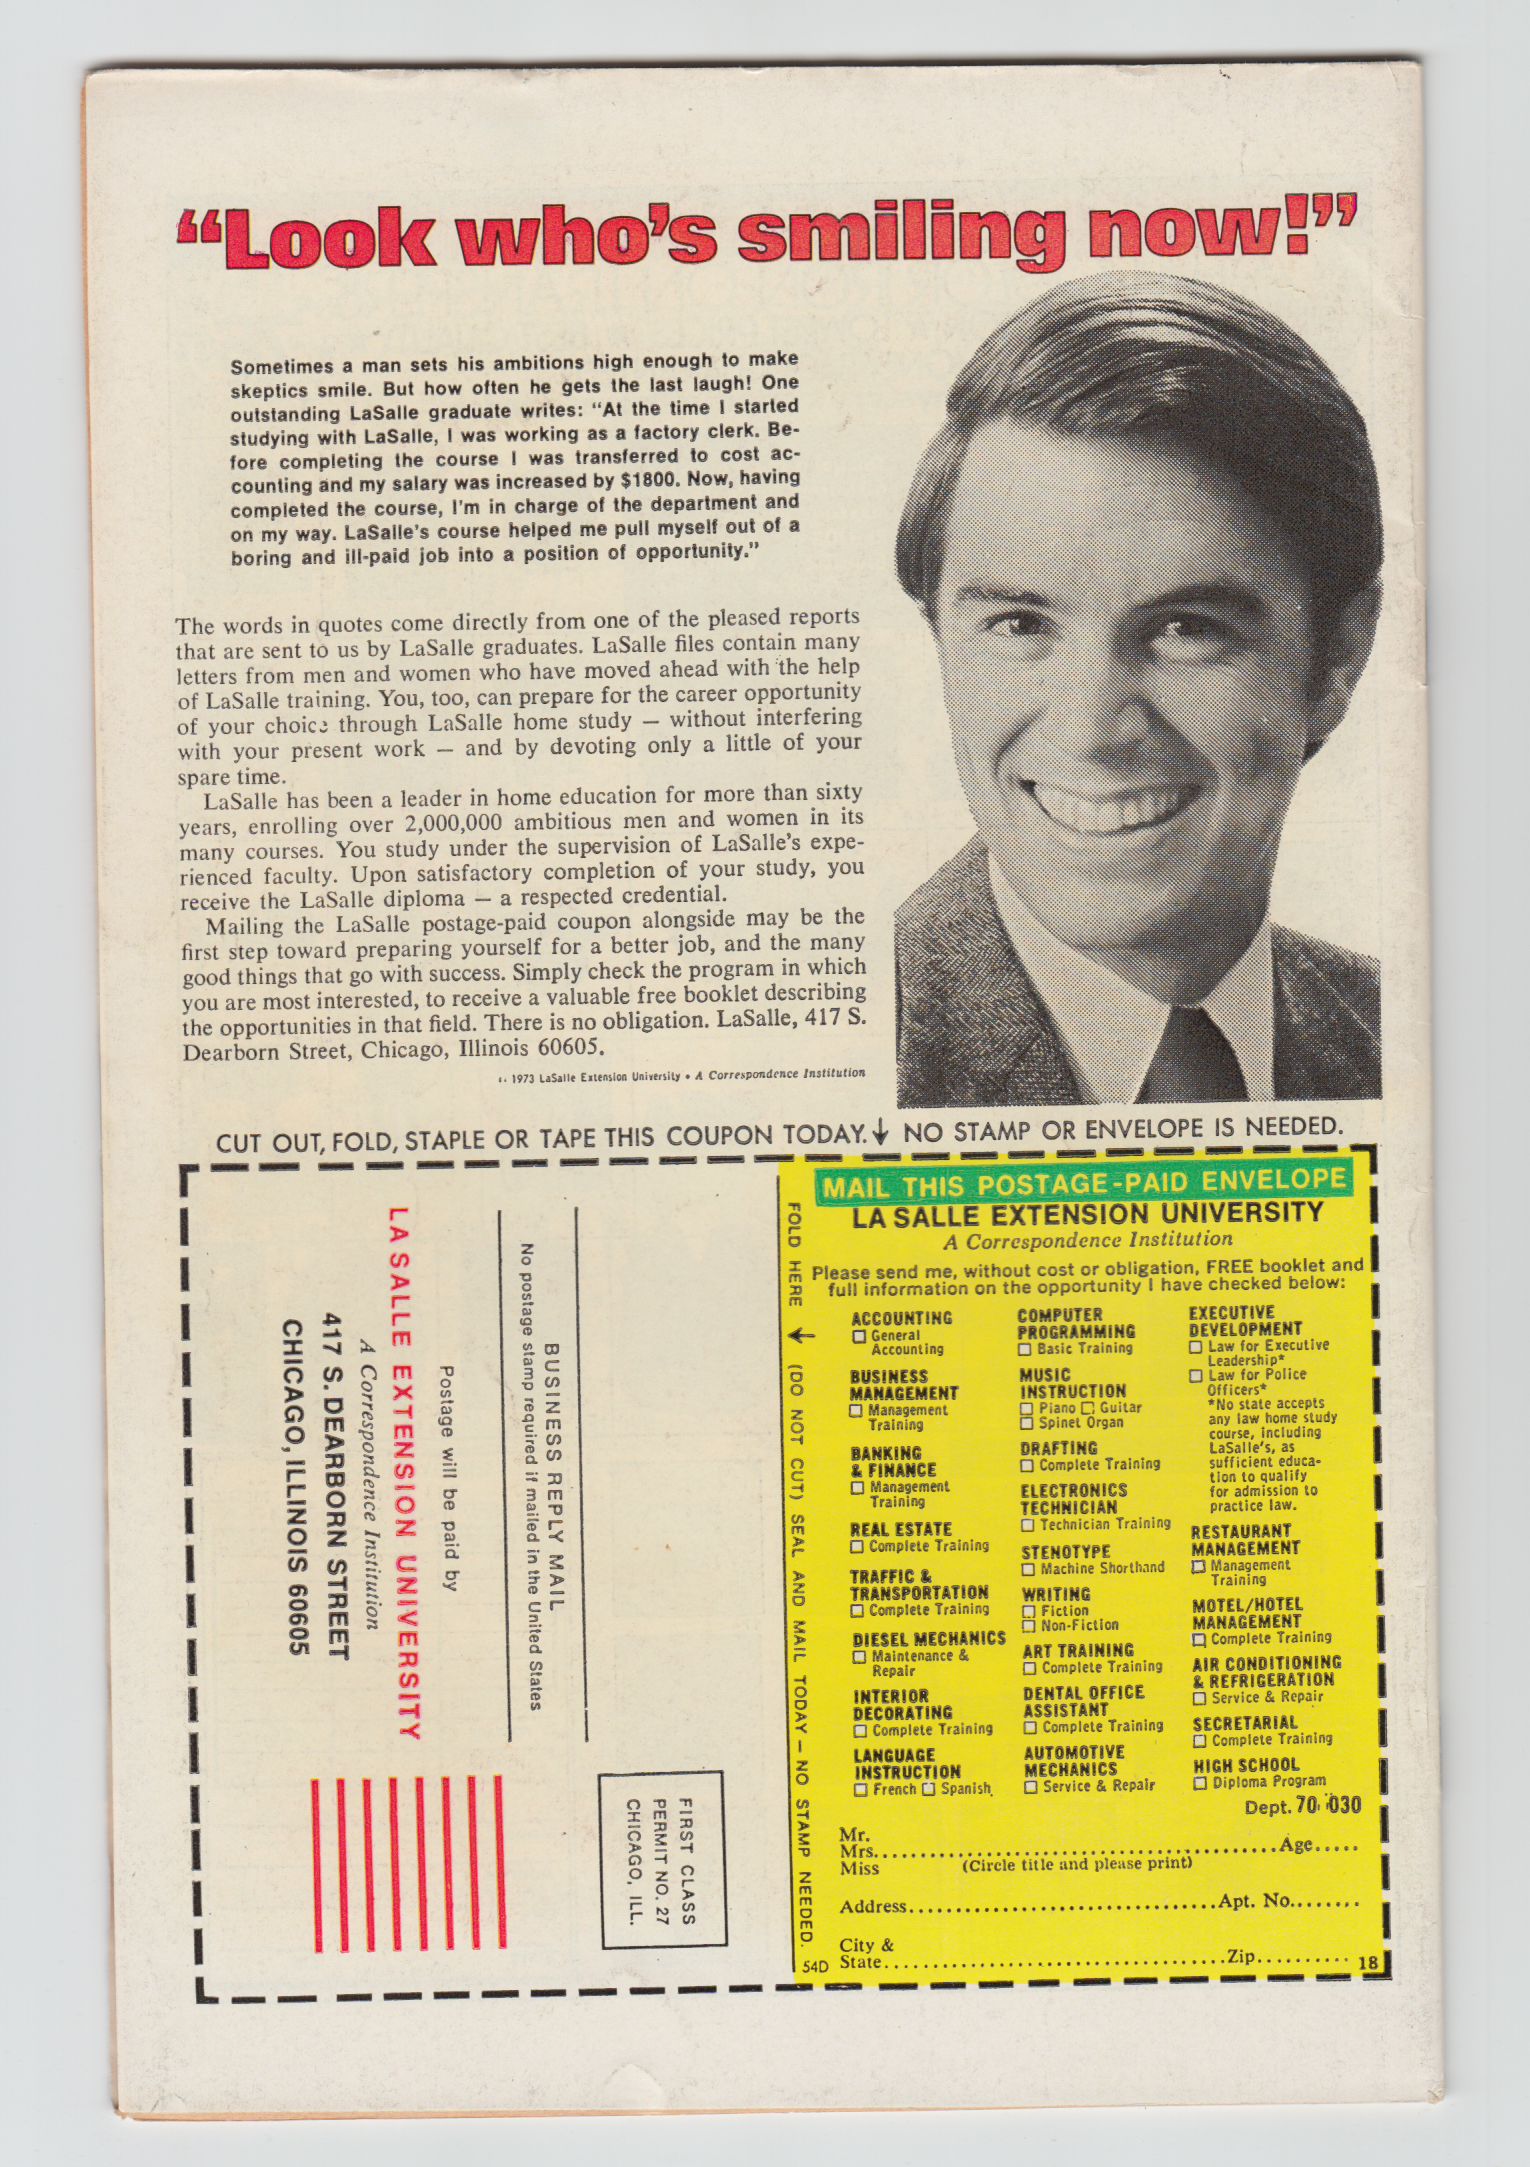 “Look who's smiling now!”
Sometimes a man sets his ambitions high enough to make
skeptics smile. But how often he gets the last laugh! One
outstanding LaSalle graduate writes: “At the time I started
studying with LaSalle, I was working as a factory clerk. Be-
fore completing the course I was transferred to cost ac-
counting and my salary was increased by $1800. Now, having
completed the course, I'm in charge of the department and
on my way. LaSalle's course helped me pull myself out of a
boring and ill-paid job into a position of opportunity.”
The words in quotes come directly from one of the pleased reports
that are sent to us by LaSalle graduates. LaSalle files contain many
letters from men and women who have moved ahead with the help
of LaSalle training. You, too, can prepare for the career opportunity
of your choice through LaSalle home study — without interfering
with your present work — and by devoting only a little of your
spare time.
LaSalle has been a leader in home education for more than sixty
years, enrolling over 2,000,000 ambitious men and women in its
many courses. You study under the supervision of LaSalle's expe-
rienced faculty. Upon satisfactory completion of your study, you
receive the LaSalle diploma — a respected credential.
Mailing the LaSalle postage-paid coupon alongside may be the
first step toward preparing yourself for a better job, and the many
good things that go with success. Simply check the program in which
you are most interested, to receive a valuable free booklet describing
the opportunities in that field. There is no obligation. LaSalle, 417 S.
Dearborn Street, Chicago, Illinois 60605.
1973 LaSalle Extension University • A Correspondence Institution
CUT OUT, FOLD, STAPLE OR TAPE THIS COUPON TODAY. ↓ NO STAMP OR ENVELOPE IS NEEDED.
FIRST CLASS
PERMIT NO. 27
CHICAGO, ILL.
BUSINESS REPLY MAIL
No postage stamp required if mailed in the United States
Postage will be paid by
LA SALLE EXTENSION UNIVERSITY
A Correspondence Institution
417 S. DEARBORN STREET
CHICAGO, ILLINOIS 60605
FOLD HERE ↓ (DO NOT CUT) SEAL AND MAIL TODAY — NO STAMP NEEDED.
MAIL THIS POSTAGE-PAID ENVELOPE
LA SALLE EXTENSION UNIVERSITY
A Correspondence Institution
Please send me, without cost or obligation, FREE booklet and
full information on the opportunity I have checked below:
ACCOUNTING
☐ General
Accounting
BUSINESS
MANAGEMENT
☐ Management
Training
BANKING
& FINANCE
☐ Management
Training
REAL ESTATE
☐ Complete Training
TRAFFIC &
TRANSPORTATION
☐ Complete Training
DIESEL MECHANICS
☐ Maintenance &
Repair
INTERIOR
DECORATING
☐ Complete Training
LANGUAGE
INSTRUCTION
☐ French ☐ Spanish
COMPUTER
PROGRAMMING
☐ Basic Training
MUSIC
INSTRUCTION
☐ Piano ☐ Guitar
☐ Spinet Organ
DRAFTING
☐ Complete Training
ELECTRONICS
TECHNICIAN
☐ Technician Training
STENOTYPE
☐ Machine Shorthand
WRITING
☐ Fiction
☐ Non-Fiction
ART TRAINING
☐ Complete Training
DENTAL OFFICE
ASSISTANT
☐ Complete Training
AUTOMOTIVE
MECHANICS
☐ Service & Repair
EXECUTIVE
DEVELOPMENT
☐ Law for Executive
Leadership*
☐ Law for Police
Officers*
*No state accepts
any law home study
course, including
LaSalle's, as
sufficient educa-
tion to qualify
for admission to
practice law.
RESTAURANT
MANAGEMENT
☐ Management
Training
MOTEL/HOTEL
MANAGEMENT
☐ Complete Training
AIR CONDITIONING
& REFRIGERATION
☐ Service & Repair
SECRETARIAL
☐ Complete Training
HIGH SCHOOL
☐ Diploma Program
Dept. 70-030
Mr.
Mrs. .......... Age .....
Miss (Circle title and please print)
Address .......... Apt. No. ........
City &
State .......... Zip ..........
54D 18